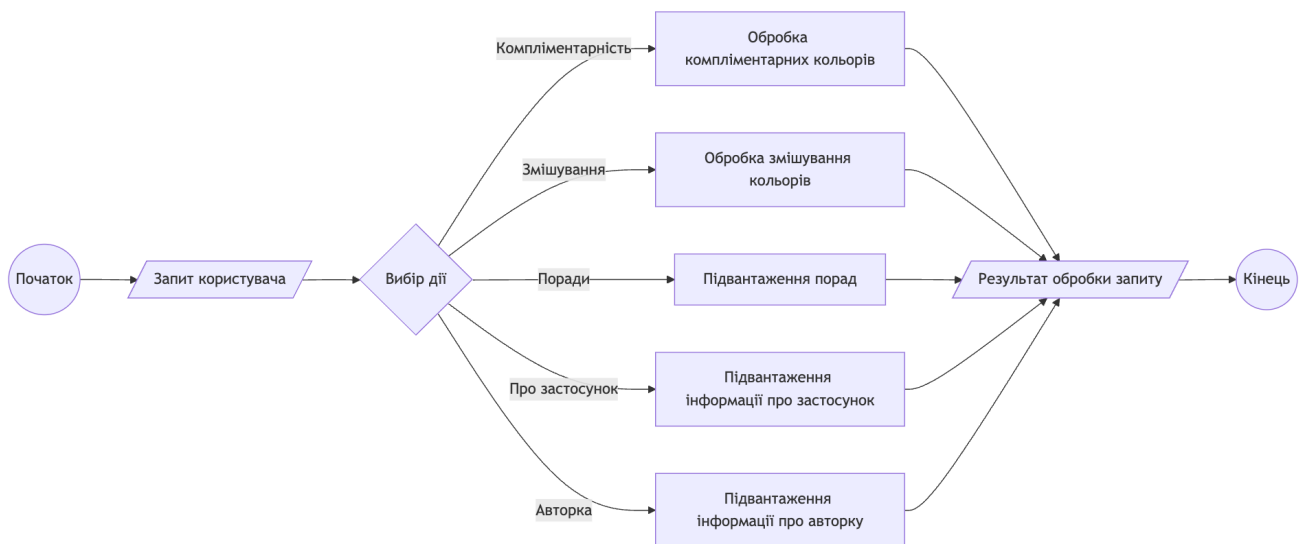 Початок
Запит користувача
Вибір дії
Компліментарність
Обробка
компліментарних кольорів
Змішування
Обробка змішування
кольорів
Поради
Підвантаження порад
Про застосунок
Підвантаження
інформації про застосунок
Авторка
Підвантаження
інформації про авторку
Результат обробки запиту
Кінець